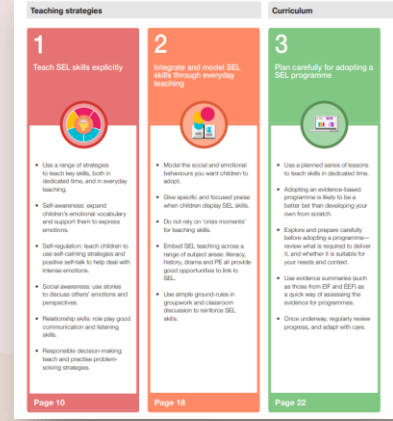 Teaching strategies
Curriculum
1
Teach SEL skills explicitly
• Use a range of strategies
to teach key skills, both in
dedicated time, and in everyday
teaching.
• Self-awareness: expand
children's emotional vocabulary
and support them to express
emotions.
• Self-regulation: teach children to
use self-calming strategies and
positive self-talk to help deal with
intense emotions.
• Social awareness: use stories
to discuss others' emotions and
perspectives.
• Relationship skills: role play good
communication and listening
skills.
• Responsible decision-making:
teach and practise problem-
solving strategies.
Page 10
2
Integrate and model SEL
skills through everyday
teaching
• Model the social and emotional
behaviours you want children to
adopt.
• Give specific and focused praise
when children display SEL skills.
• Do not rely on 'crisis moments'
for teaching skills.
• Embed SEL teaching across a
range of subject areas: literacy,
history, drama and PE all provide
good opportunities to link to
SEL.
• Use simple ground-rules in
groupwork and classroom
discussion to reinforce SEL
skills.
Page 18
3
Plan carefully for adopting a
SEL programme
• Use a planned series of lessons
to teach skills in dedicated time.
• Adopting an evidence-based
programme is likely to be a
better bet than developing your
own from scratch.
• Explore and prepare carefully
before adopting a programme—
review what is required to deliver
it, and whether it is suitable for
your needs and context.
• Use evidence summaries (such
as those from EIF and EEF) as
a quick way of assessing the
evidence for programmes.
• Once underway, regularly review
progress, and adapt with care.
Page 22